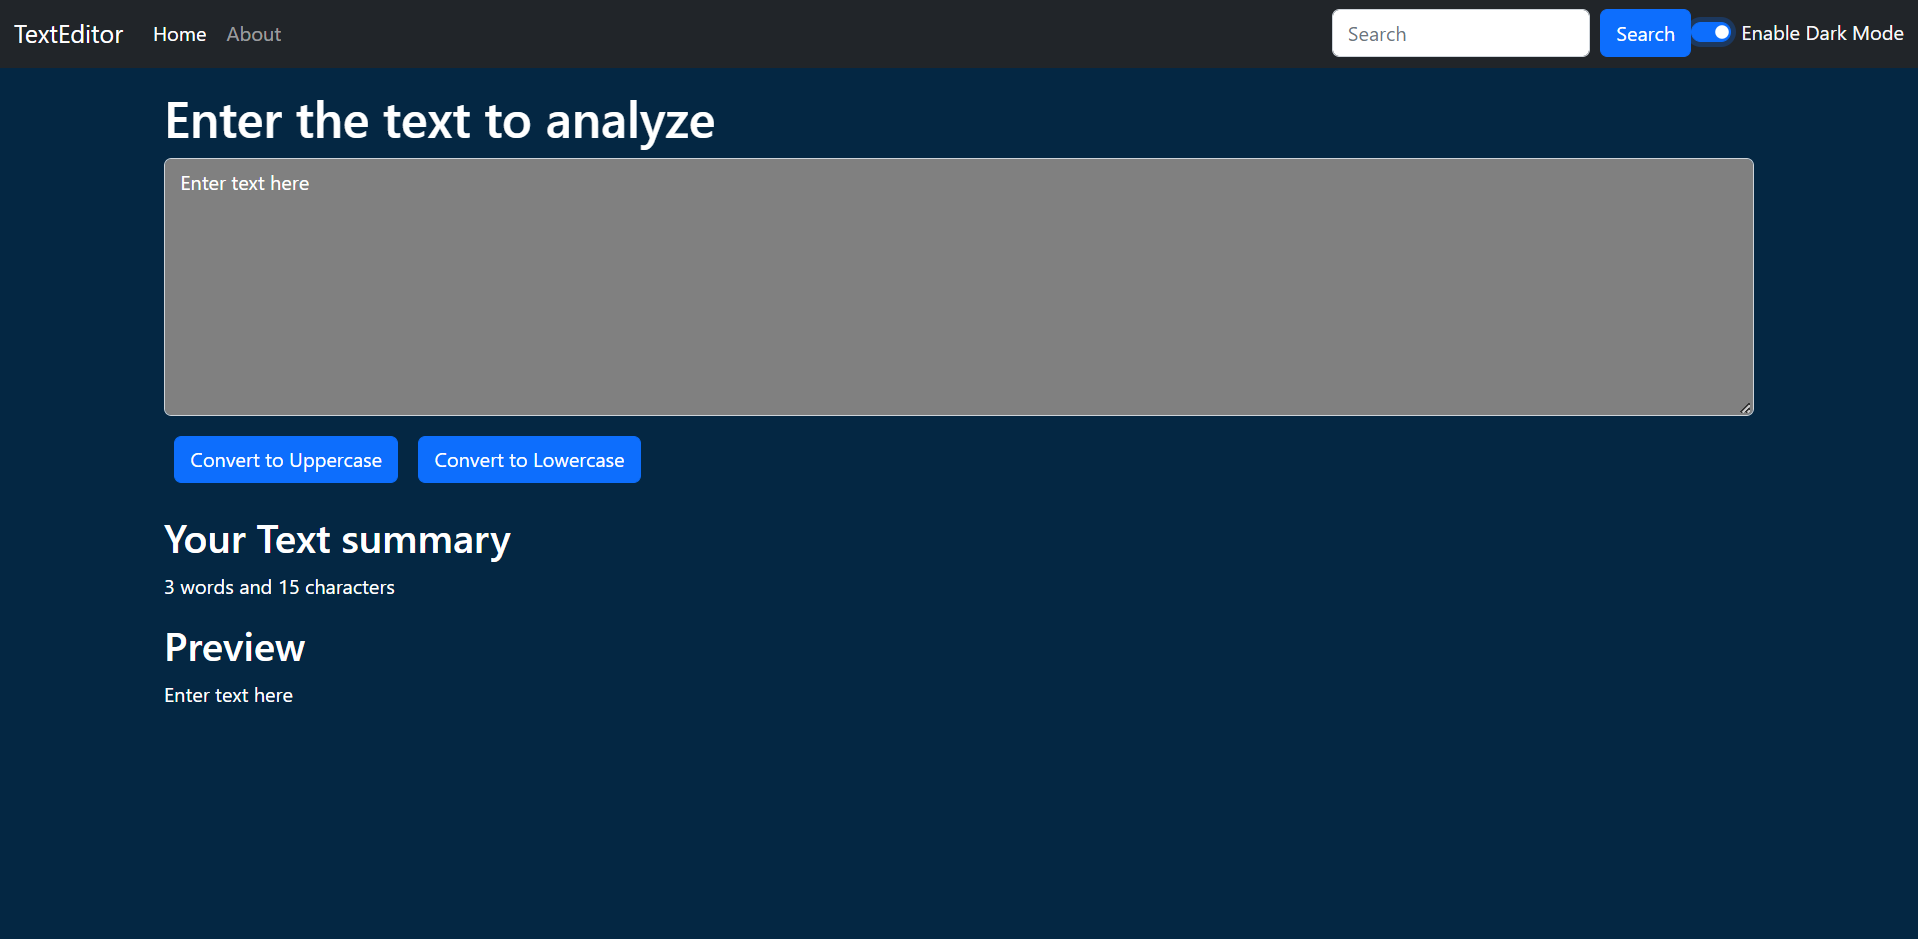 TextEditor Home About Search Search Enable Dark Mode
Enter the text to analyze
Enter text here
Convert to Uppercase Convert to Lowercase
Your Text summary
3 words and 15 characters
Preview
Enter text here